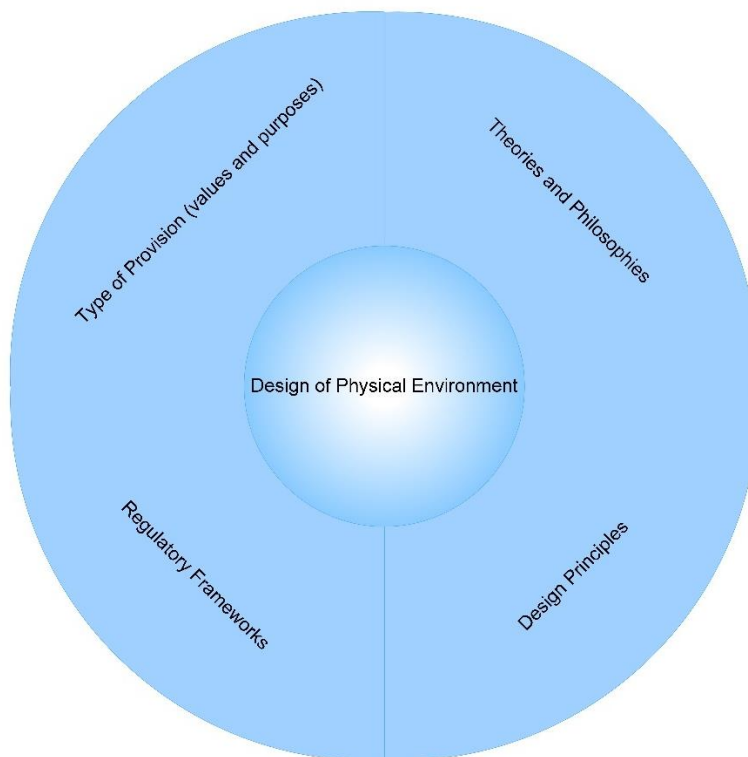 Type of Provision (values and purposes)
Theories and Philosophies
Design of Physical Environment
Regulatory Frameworks
Design Principles